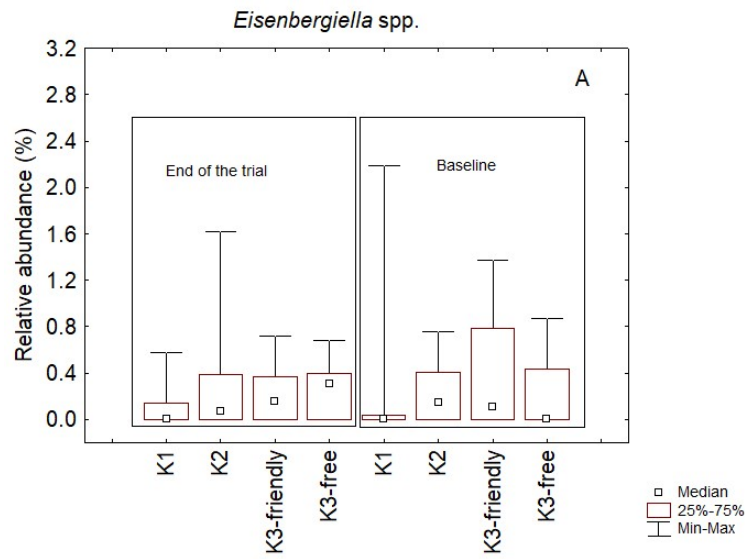 Eisenbergiella spp.
A
Relative abundance (%)
3.2
2.8
2.4
2.0
1.6
1.2
0.8
0.4
0.0
End of the trial
Baseline
K1
K2
K3-friendly
K3-free
K1
K2
K3-friendly
K3-free
Median
25%-75%
Min-Max